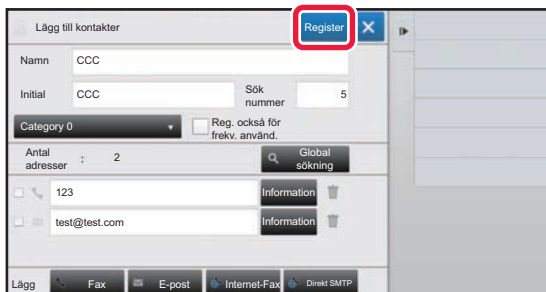 Lägg till kontakter Register
Namn CCC
Initial CCC Sök nummer 5
Category 0 Reg. också för frekv. använd.
Antal adresser : 2 Global sökning
123 Information
test@test.com Information
Lägg Fax E-post Internet-Fax Direkt SMTP